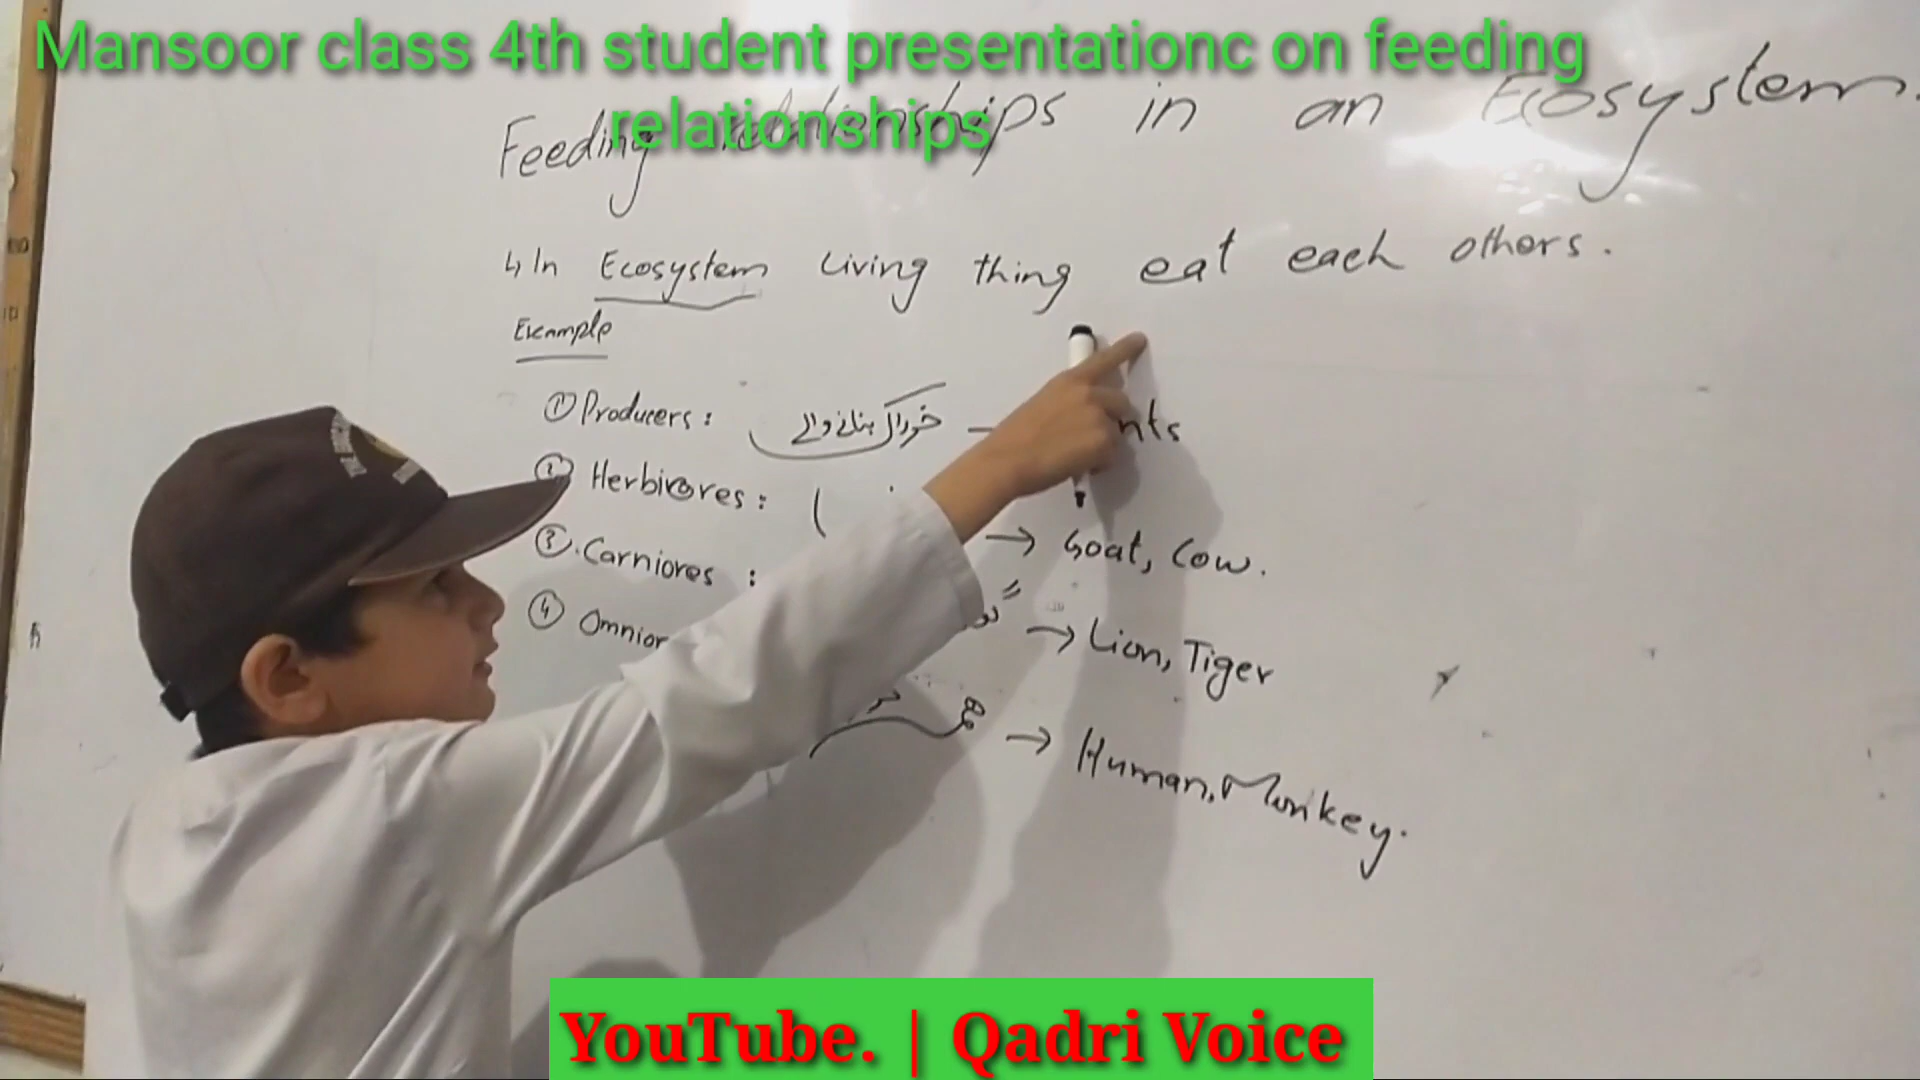 Mansoor class 4th student presentationc on feeding
relationships
Feeding relationships in an Ecosystem.
↳ In Ecosystem living thing eat each others.
Example
① Producers: خوراک بنانے والے —
② Herbivores: ( → Goat, Cow.
③. Carniores : → Lion, Tiger
④ → Human, Monkey.
YouTube. | Qadri Voice